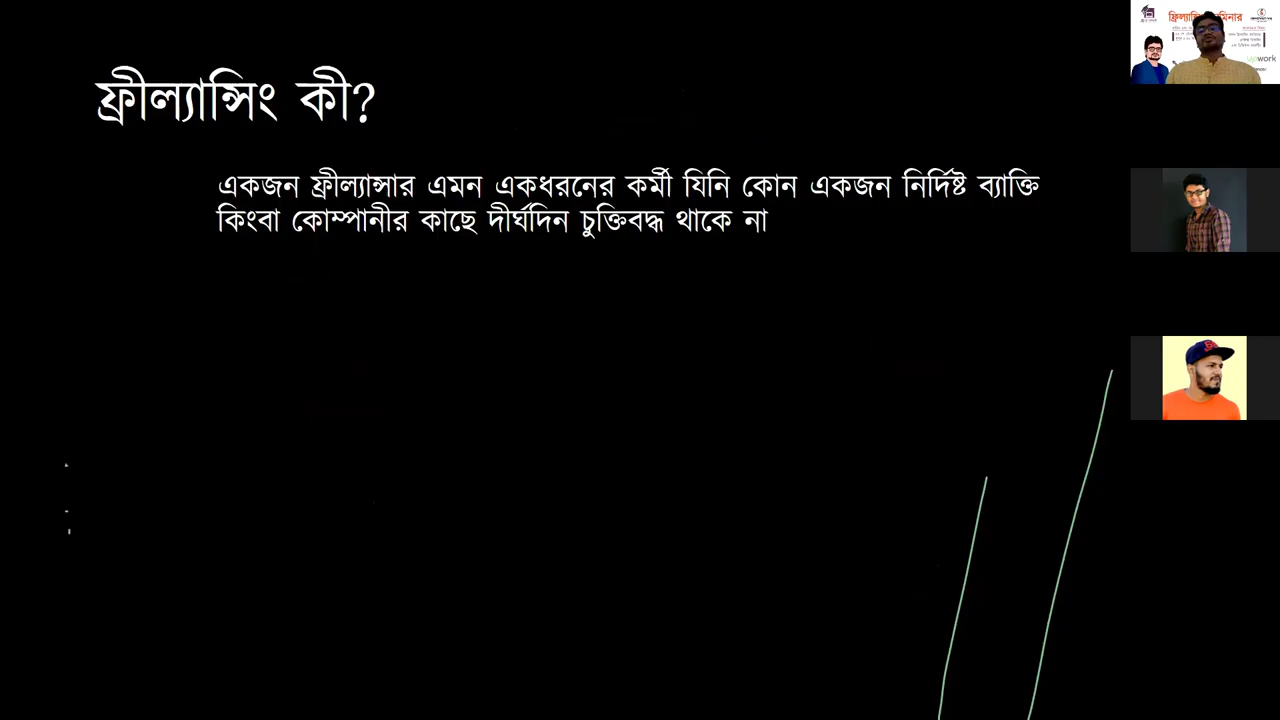 ফ্রীল্যান্সিং কী?
একজন ফ্রীল্যান্সার এমন একধরনের কর্মী যিনি কোন একজন নির্দিষ্ট ব্যাক্তি
কিংবা কোম্পানীর কাছে দীর্ঘদিন চুক্তিবদ্ধ থাকে না